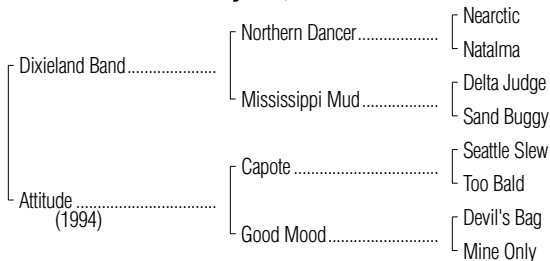 Nearctic
Northern Dancer
Natalma
Dixieland Band
Delta Judge
Mississippi Mud
Sand Buggy
Seattle Slew
Capote
Too Bald
Attitude
(1994)
Devil's Bag
Good Mood
Mine Only